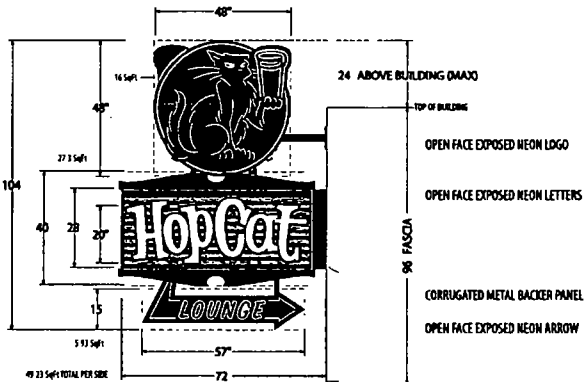 48"
16 SqFt
24 ABOVE BUILDING (MAX)
TOP OF BUILDING
48"
OPEN FACE EXPOSED NEON LOGO
27 3 SqFt
104
OPEN FACE EXPOSED NEON LETTERS
40
28
20"
HopCat
96 FASCIA
CORRUGATED METAL BACKER PANEL
15
LOUNGE
OPEN FACE EXPOSED NEON ARROW
5 93 SqFt
57"
49 23 SqFt TOTAL PER SIDE
72